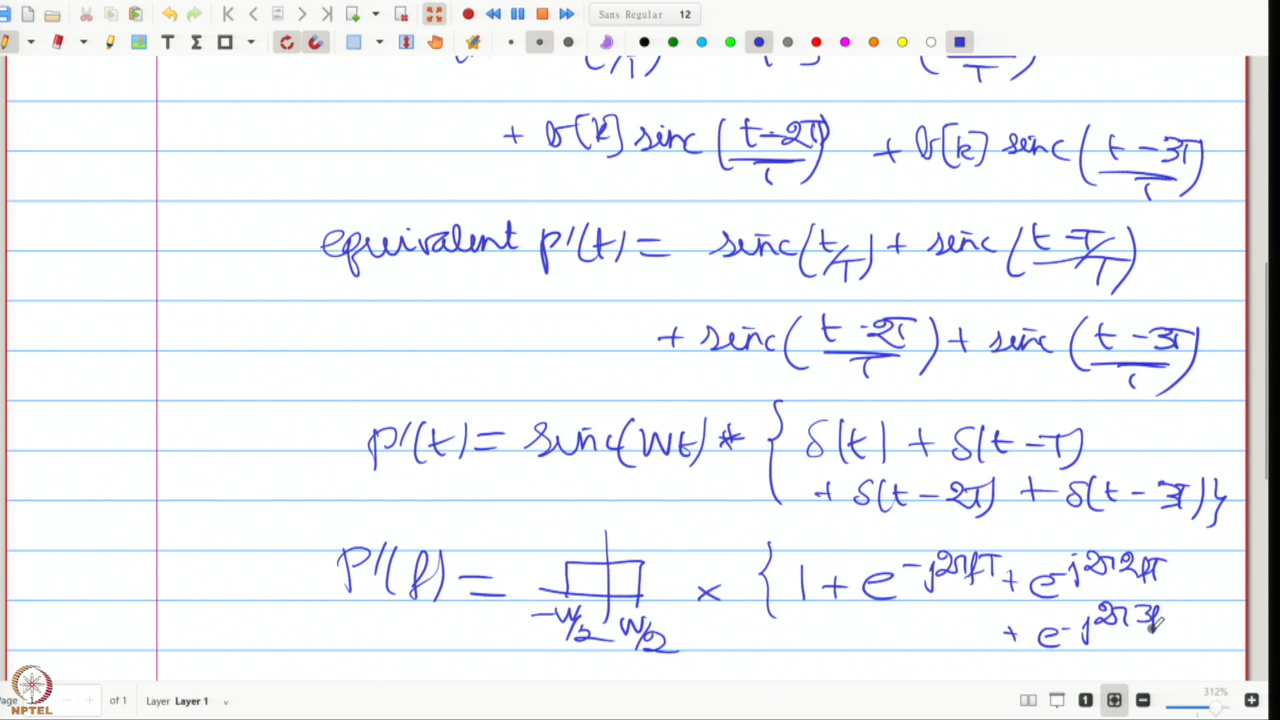 Sans Regular 12
+ b[k] sinc (t-2T/T) + b[k] sinc (t-3T/T)
equivalent p'(t) = sinc(t/T) + sinc (t-T/T)
+ sinc (t-2T/T) + sinc (t-3T/T)
p'(t) = sinc(Wt) * { δ(t) + δ(t-T)
+ δ(t-2T) + δ(t-3T)}
P'(f) = × { 1 + e^-j2πfT + e^-j2π2fT
-W/2 W/2 + e^-j2π3f
NPTEL
Page of 1 Layer Layer 1 312%